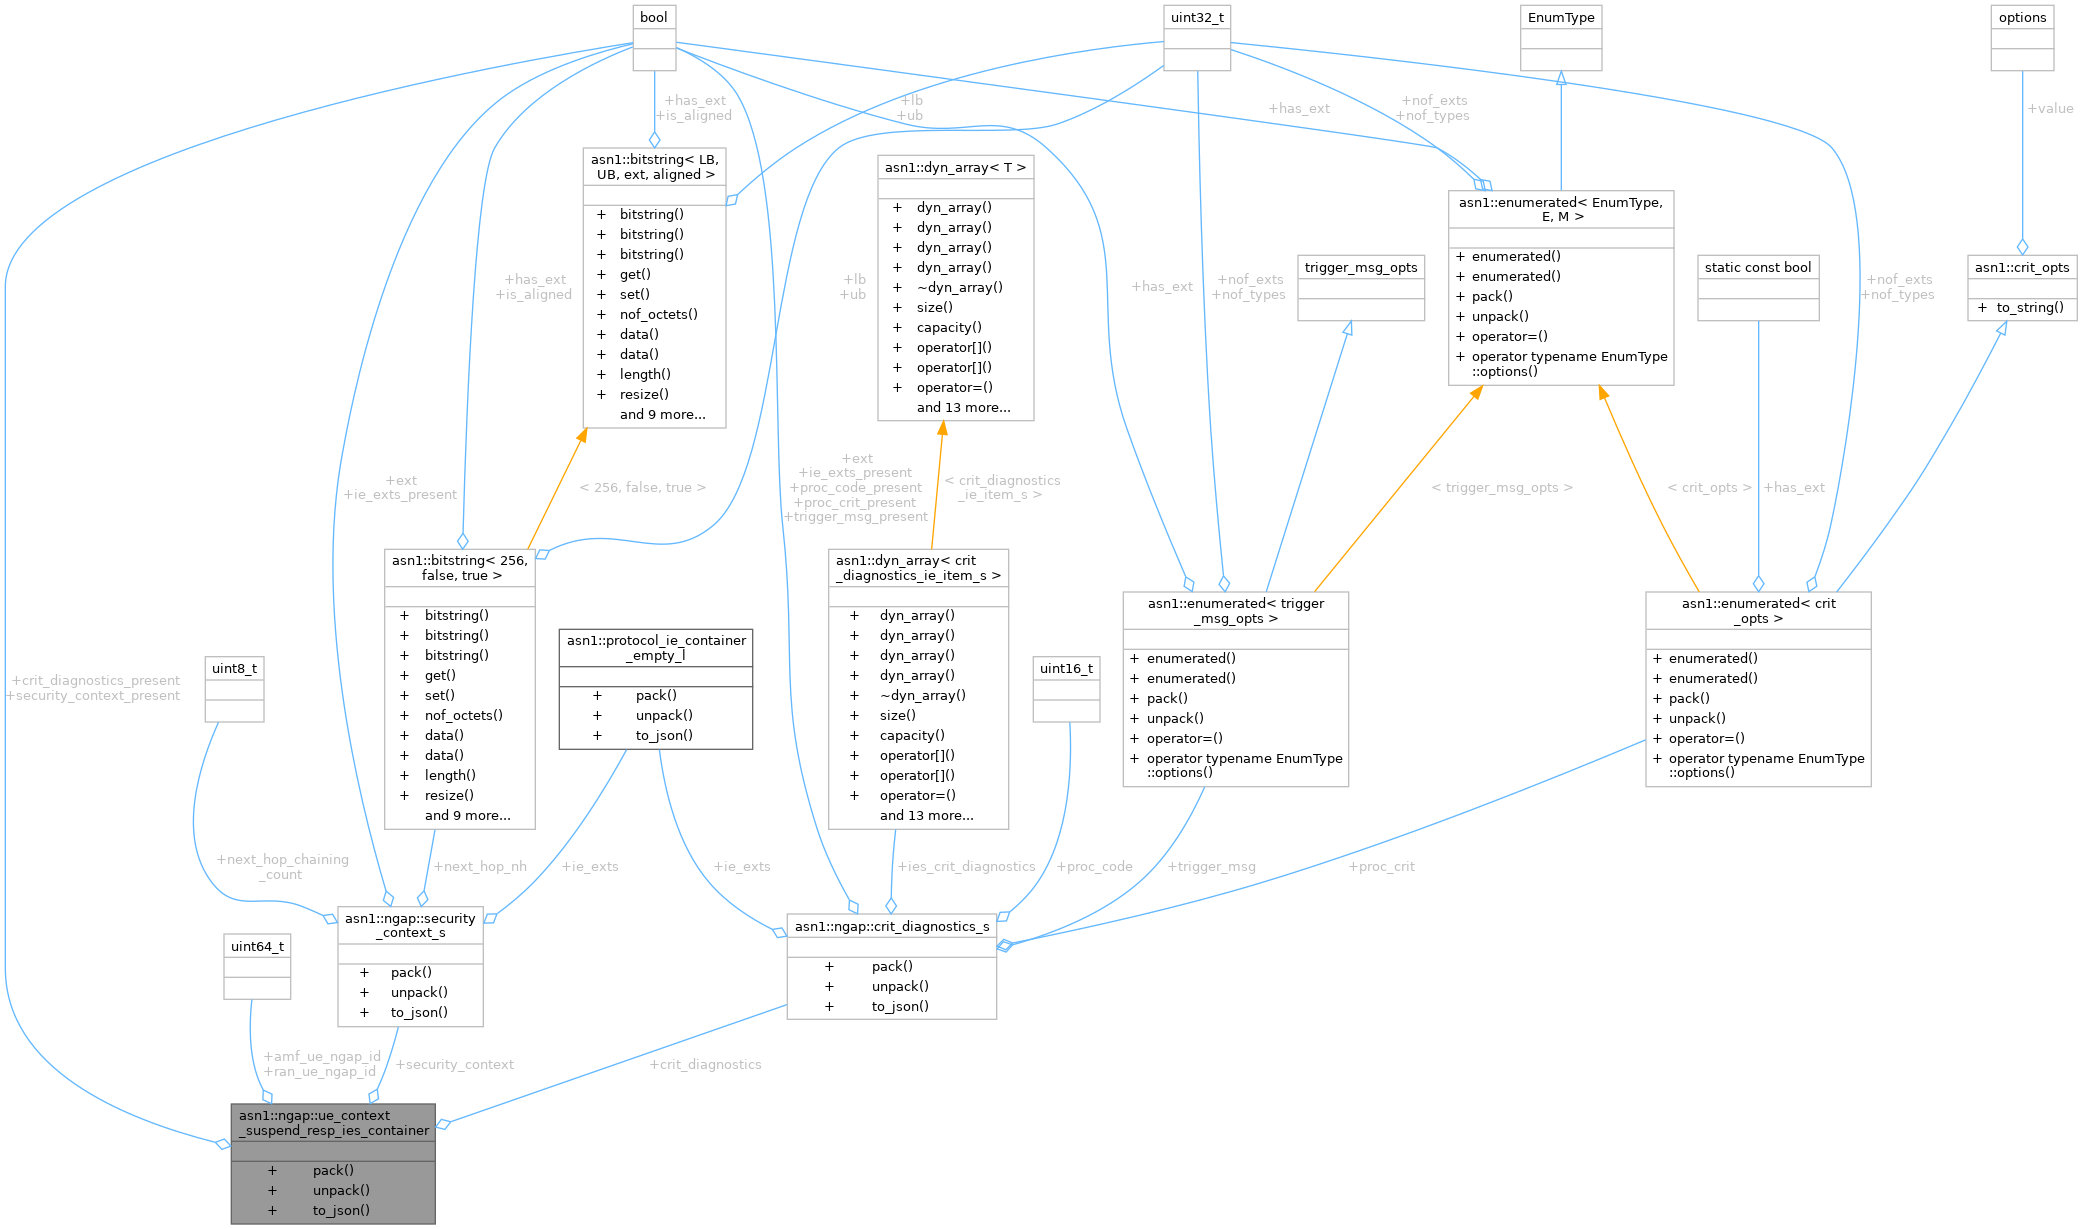 bool
uint32_t
EnumType
options
+has_ext
+is_aligned
+lb
+ub
+has_ext
+nof_exts
+nof_types
+value
asn1::bitstring< LB,
UB, ext, aligned >
+ bitstring()
+ bitstring()
+ bitstring()
+ get()
+ set()
+ nof_octets()
+ data()
+ data()
+ length()
+ resize()
and 9 more...
asn1::dyn_array< T >
+ dyn_array()
+ dyn_array()
+ dyn_array()
+ dyn_array()
+ ~dyn_array()
+ size()
+ capacity()
+ operator[]()
+ operator[]()
+ operator=()
and 13 more...
asn1::enumerated< EnumType,
E, M >
+ enumerated()
+ enumerated()
+ pack()
+ unpack()
+ operator=()
+ operator typename EnumType
::options()
trigger_msg_opts
static const bool
asn1::crit_opts
+ to_string()
+has_ext
+is_aligned
+lb
+ub
+has_ext
+nof_exts
+nof_types
+nof_exts
+nof_types
+ext
+ie_exts_present
< 256, false, true >
+ext
+ie_exts_present
+proc_code_present
+proc_crit_present
+trigger_msg_present
< crit_diagnostics
_ie_item_s >
< trigger_msg_opts >
< crit_opts >
+has_ext
asn1::bitstring< 256,
false, true >
+ bitstring()
+ bitstring()
+ bitstring()
+ get()
+ set()
+ nof_octets()
+ data()
+ data()
+ length()
+ resize()
and 9 more...
asn1::dyn_array< crit
_diagnostics_ie_item_s >
+ dyn_array()
+ dyn_array()
+ dyn_array()
+ dyn_array()
+ ~dyn_array()
+ size()
+ capacity()
+ operator[]()
+ operator[]()
+ operator=()
and 13 more...
asn1::enumerated< trigger
_msg_opts >
+ enumerated()
+ enumerated()
+ pack()
+ unpack()
+ operator=()
+ operator typename EnumType
::options()
asn1::enumerated< crit
_opts >
+ enumerated()
+ enumerated()
+ pack()
+ unpack()
+ operator=()
+ operator typename EnumType
::options()
asn1::protocol_ie_container
_empty_l
+ pack()
+ unpack()
+ to_json()
uint8_t
uint16_t
+crit_diagnostics_present
+security_context_present
+next_hop_chaining
_count
+next_hop_nh
+ie_exts
+ie_exts
+ies_crit_diagnostics
+proc_code
+trigger_msg
+proc_crit
asn1::ngap::security
_context_s
+ pack()
+ unpack()
+ to_json()
asn1::ngap::crit_diagnostics_s
+ pack()
+ unpack()
+ to_json()
uint64_t
+amf_ue_ngap_id
+ran_ue_ngap_id
+security_context
+crit_diagnostics
asn1::ngap::ue_context
_suspend_resp_ies_container
+ pack()
+ unpack()
+ to_json()